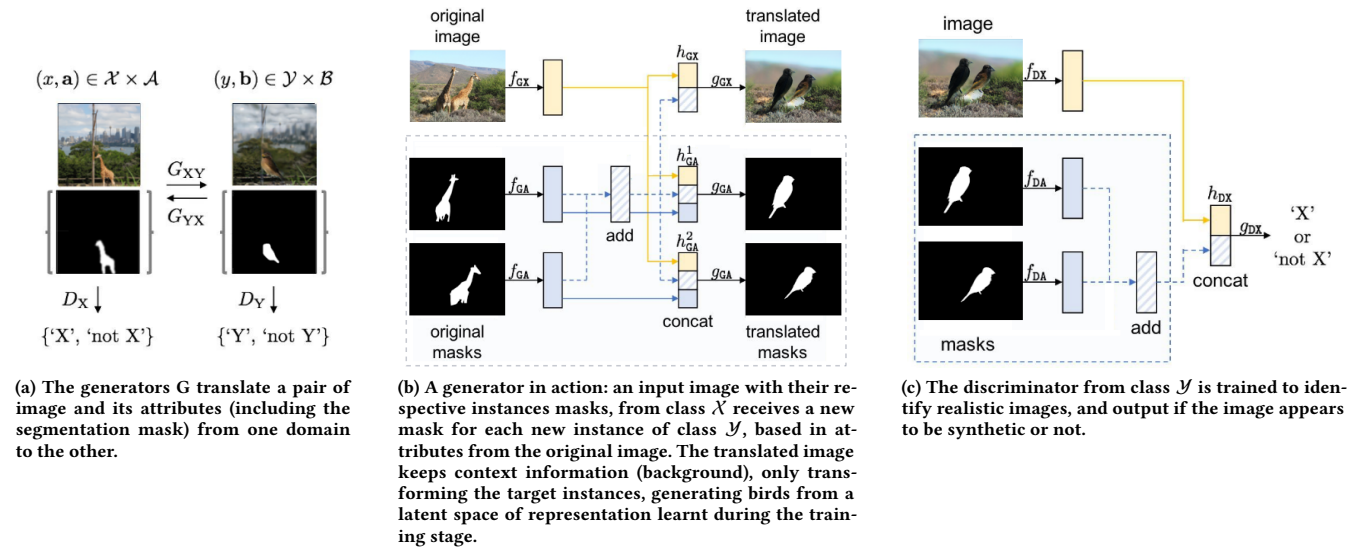 (x, a) ∈ 𝒳 × 𝒜
(y, b) ∈ 𝒴 × ℬ
G_XY
G_YX
D_X
D_Y
{‘X’, ‘not X’}
{‘Y’, ‘not Y’}
(a) The generators G translate a pair of
image and its attributes (including the
segmentation mask) from one domain
to the other.
original
image
translated
image
f_GX
h_GX
g_GX
f_GA
h¹_GA
g_GA
add
f_GA
h²_GA
g_GA
concat
original
masks
translated
masks
(b) A generator in action: an input image with their re-
spective instances masks, from class 𝒳 receives a new
mask for each new instance of class 𝒴, based in at-
tributes from the original image. The translated image
keeps context information (background), only trans-
forming the target instances, generating birds from a
latent space of representation learnt during the train-
ing stage.
image
f_DX
f_DA
h_DX
g_DX
‘X’
or
‘not X’
f_DA
concat
add
masks
(c) The discriminator from class 𝒴 is trained to iden-
tify realistic images, and output if the image appears
to be synthetic or not.